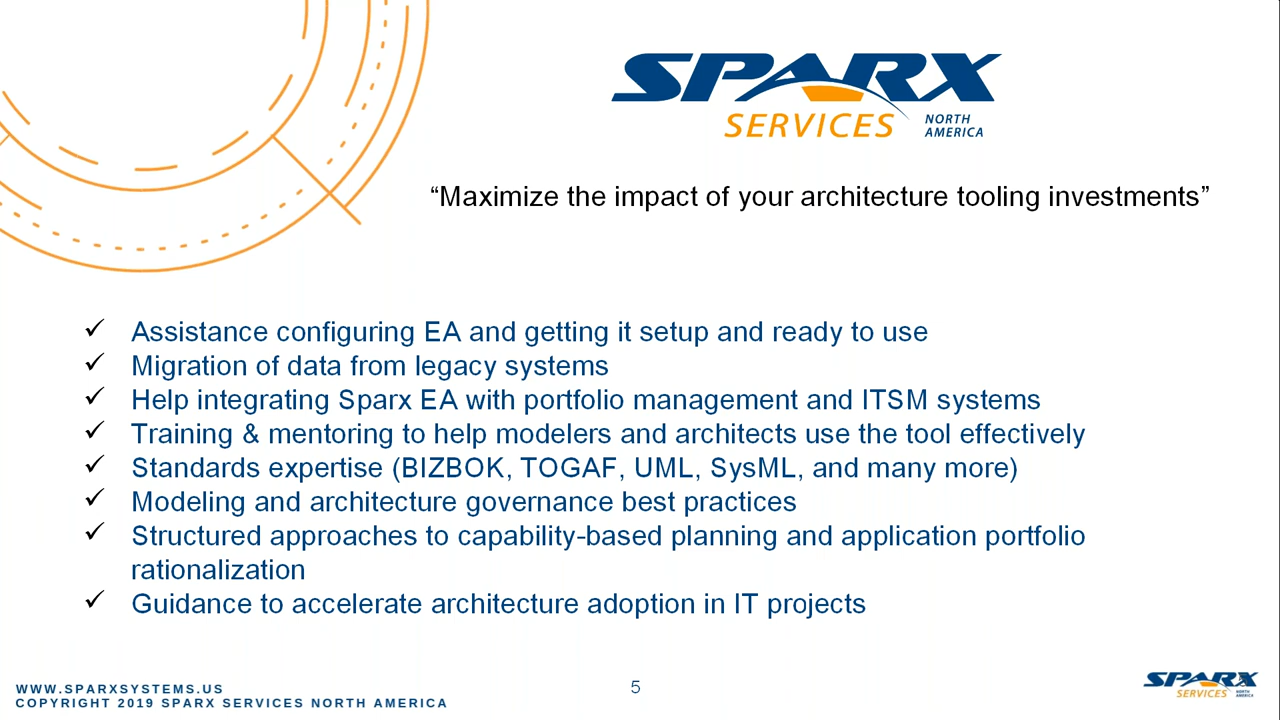 SPARX
SERVICES
NORTH
AMERICA
“Maximize the impact of your architecture tooling investments”
✓ Assistance configuring EA and getting it setup and ready to use
✓ Migration of data from legacy systems
✓ Help integrating Sparx EA with portfolio management and ITSM systems
✓ Training & mentoring to help modelers and architects use the tool effectively
✓ Standards expertise (BIZBOK, TOGAF, UML, SysML, and many more)
✓ Modeling and architecture governance best practices
✓ Structured approaches to capability-based planning and application portfolio
rationalization
✓ Guidance to accelerate architecture adoption in IT projects
WWW.SPARXSYSTEMS.US
COPYRIGHT 2019 SPARX SERVICES NORTH AMERICA
5
SPARX
SERVICES
NORTH
AMERICA